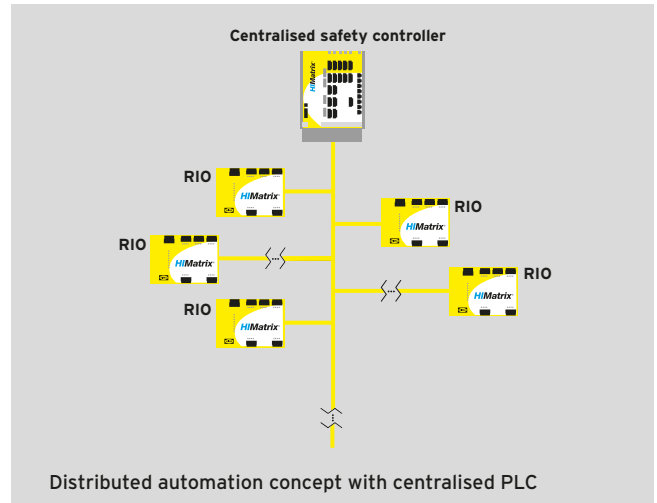 Centralised safety controller
HIMatrix
RIO
HIMatrix
RIO
HIMatrix
RIO
HIMatrix
RIO
HIMatrix
RIO
HIMatrix
Distributed automation concept with centralised PLC